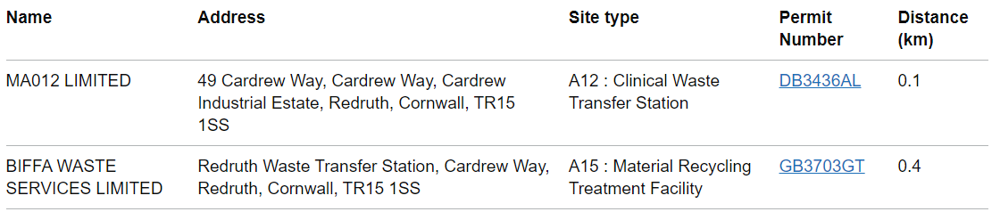 Name Address Site type Permit Number Distance (km)
MA012 LIMITED
49 Cardrew Way, Cardrew Way, Cardrew
Industrial Estate, Redruth, Cornwall, TR15
1SS
A12 : Clinical Waste
Transfer Station
DB3436AL
0.1
BIFFA WASTE
SERVICES LIMITED
Redruth Waste Transfer Station, Cardrew Way,
Redruth, Cornwall, TR15 1SS
A15 : Material Recycling
Treatment Facility
GB3703GT
0.4